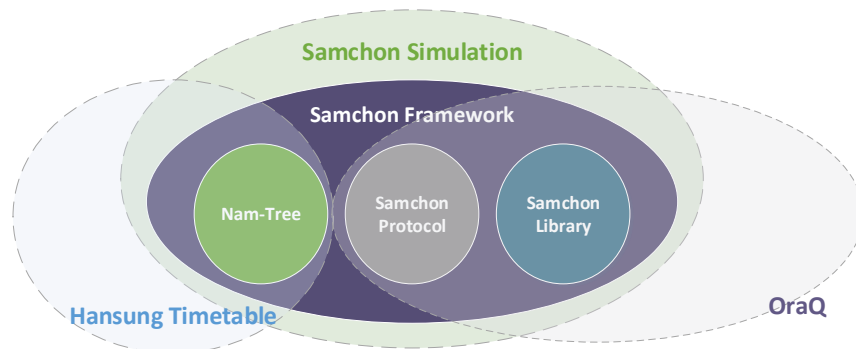 Samchon Simulation
Samchon Framework
Nam-Tree
Samchon
Protocol
Samchon
Library
Hansung Timetable
OraQ